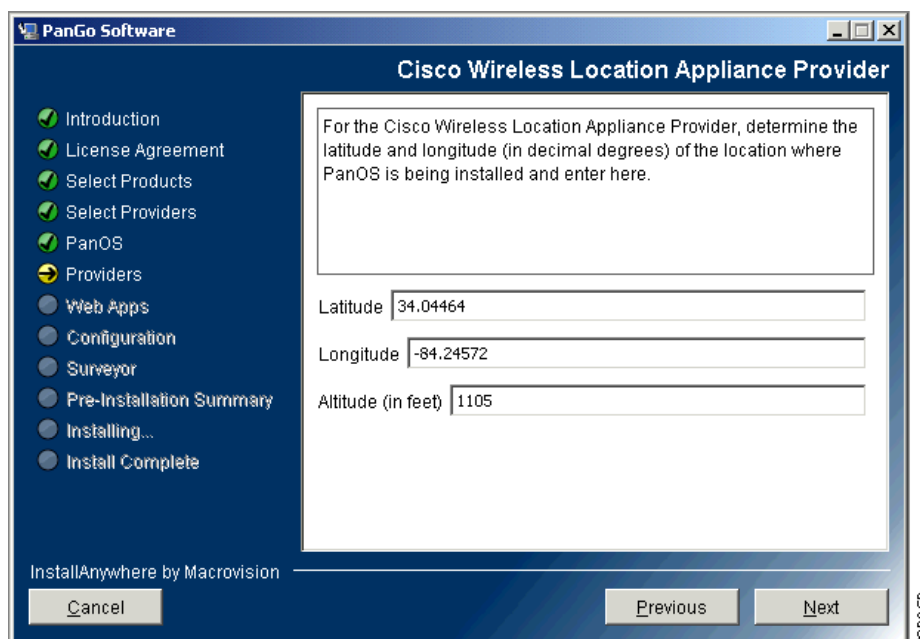 PanGo Software
Cisco Wireless Location Appliance Provider
Introduction
License Agreement
Select Products
Select Providers
PanOS
Providers
Web Apps
Configuration
Surveyor
Pre-Installation Summary
Installing...
Install Complete
For the Cisco Wireless Location Appliance Provider, determine the
latitude and longitude (in decimal degrees) of the location where
PanOS is being installed and enter here.
Latitude 34.04464
Longitude -84.24572
Altitude (in feet) 1105
InstallAnywhere by Macrovision
Cancel
Previous
Next